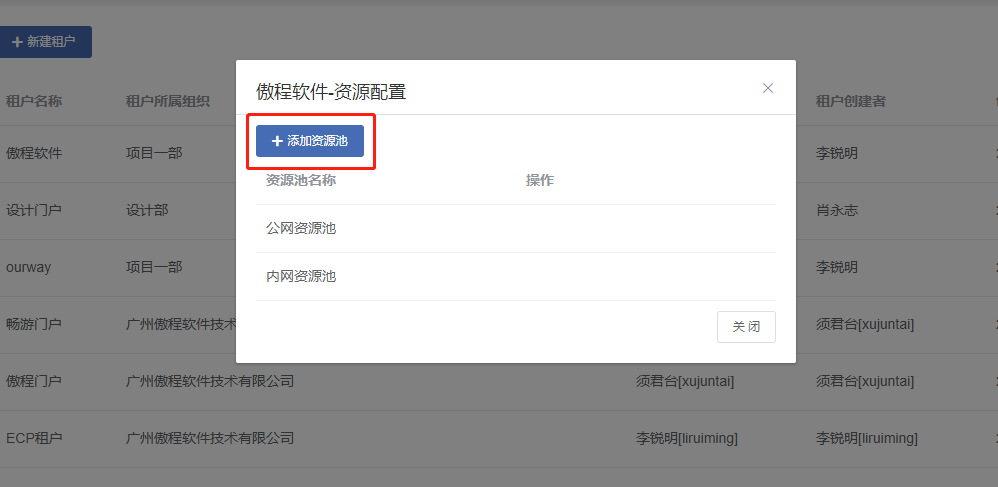 新建租户
租户名称 租户所属组织 租户创建者
傲程软件-资源配置
添加资源池
资源池名称 操作
公网资源池
内网资源池
关 闭
傲程软件 项目一部 李锐明
设计门户 设计部 肖永志
ourway 项目一部 李锐明
畅游门户 广州傲程软件技术 须君台[xujuntai]
傲程门户 广州傲程软件技术有限公司 须君台[xujuntai] 须君台[xujuntai]
ECP租户 广州傲程软件技术有限公司 李锐明[liruiming] 李锐明[liruiming]